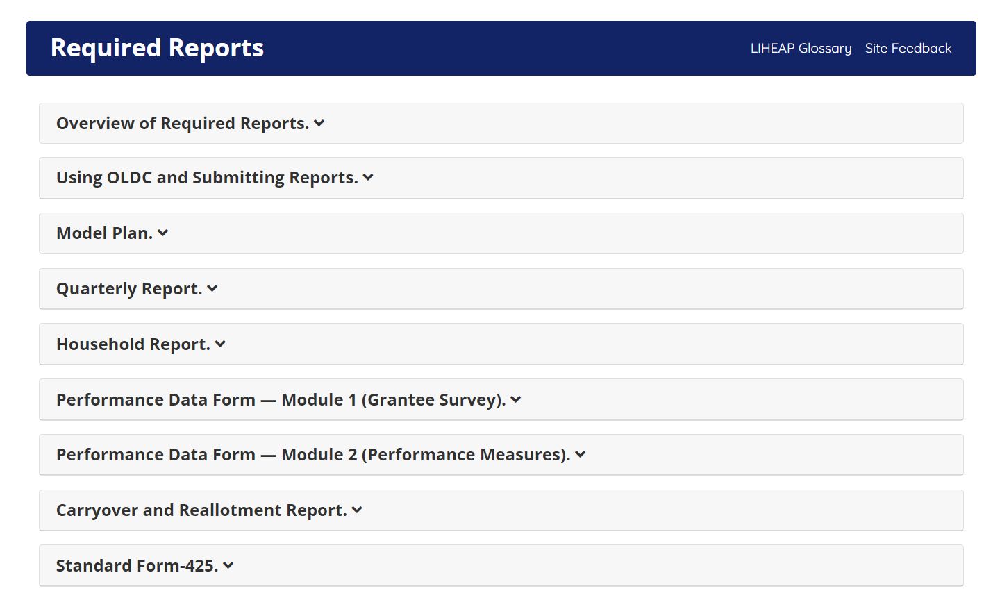 Required Reports
LIHEAP Glossary Site Feedback
Overview of Required Reports.
Using OLDC and Submitting Reports.
Model Plan.
Quarterly Report.
Household Report.
Performance Data Form — Module 1 (Grantee Survey).
Performance Data Form — Module 2 (Performance Measures).
Carryover and Reallotment Report.
Standard Form-425.